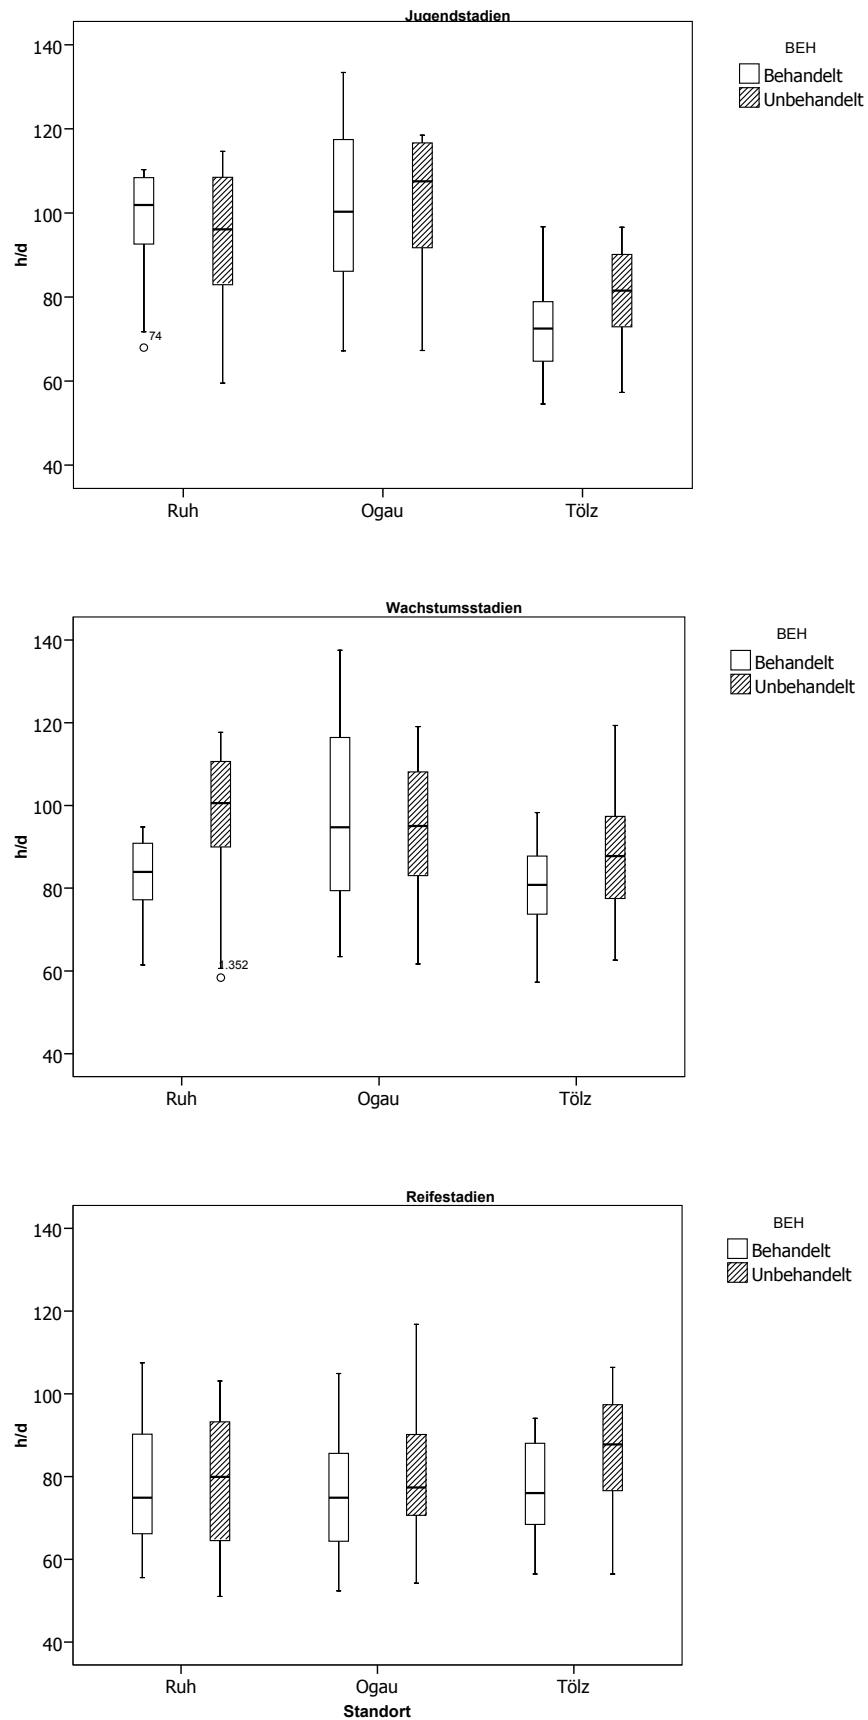 Jugendstadien
BEH
Behandelt
Unbehandelt
140
120
100
80
60
40
h/d
74
Ruh Ogau Tölz
Wachstumsstadien
BEH
Behandelt
Unbehandelt
140
120
100
80
60
40
h/d
1.352
Ruh Ogau Tölz
Reifestadien
BEH
Behandelt
Unbehandelt
140
120
100
80
60
40
h/d
Ruh Ogau Tölz
Standort